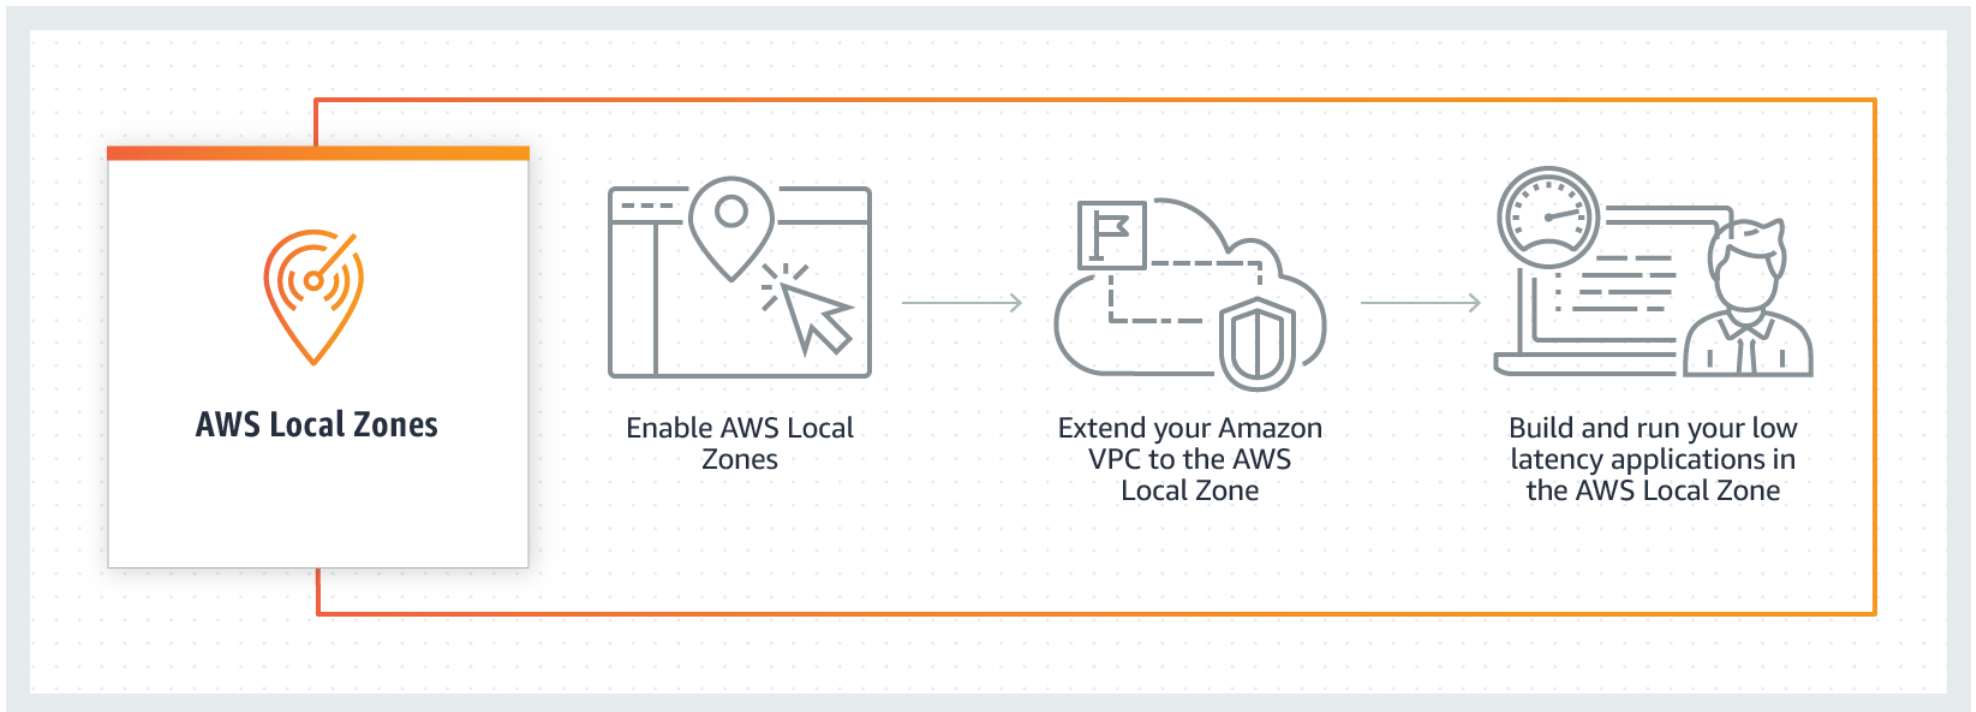 AWS Local Zones
Enable AWS Local
Zones
Extend your Amazon
VPC to the AWS
Local Zone
Build and run your low
latency applications in
the AWS Local Zone